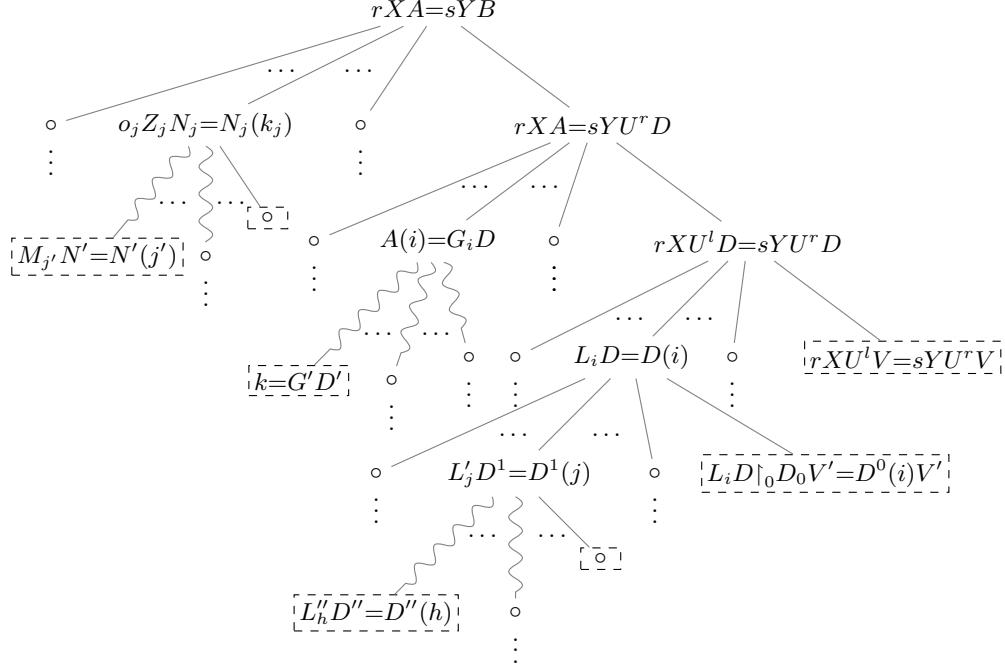 rXA=sYB
… …
o_jZ_jN_j=N_j(k_j)
rXA=sYU^rD
… …
… …
M_{j'}N'=N'(j')
A(i)=G_iD
rXU^lD=sYU^rD
… …
… …
k=G'D'
L_iD=D(i)
rXU^lV=sYU^rV
… …
L'_jD^1=D^1(j)
L_iD↾_0D_0V'=D^0(i)V'
… …
L''_hD''=D''(h)